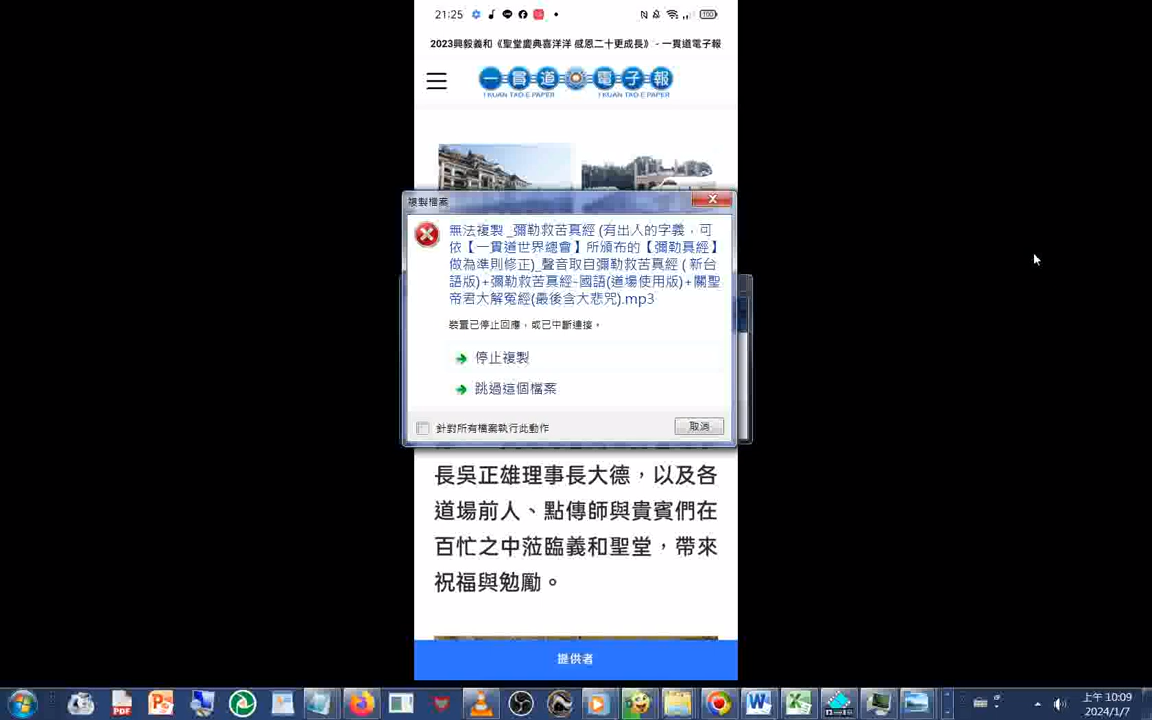 21:25
100
2023興毅義和《聖堂慶典喜洋洋 感恩二十更成長》 - 一貫道電子報
一貫道電子報
I KUAN TAO E PAPER I KUAN TAO E PAPER
複製檔案
無法複製 _彌勒救苦真經 (有出人的字義，可
依【一貫道世界總會】所頒布的【彌勒真經】
做為準則修正)_聲音取目彌勒救苦真經 ( 新台
語版)+彌勒救苦真經~國語(道場使用版)+關聖
帝君大解冤經(最後含大悲咒).mp3
裝置已停止回應，或已中斷連接。
停止複製
跳過這個檔案
針對所有檔案執行此動作
取消
長吳正雄理事長大德，以及各
道場前人、點傳師與貴賓們在
百忙之中蒞臨義和聖堂，帶來
祝福與勉勵。
提供者
PDF
上午 10:09
2024/1/7